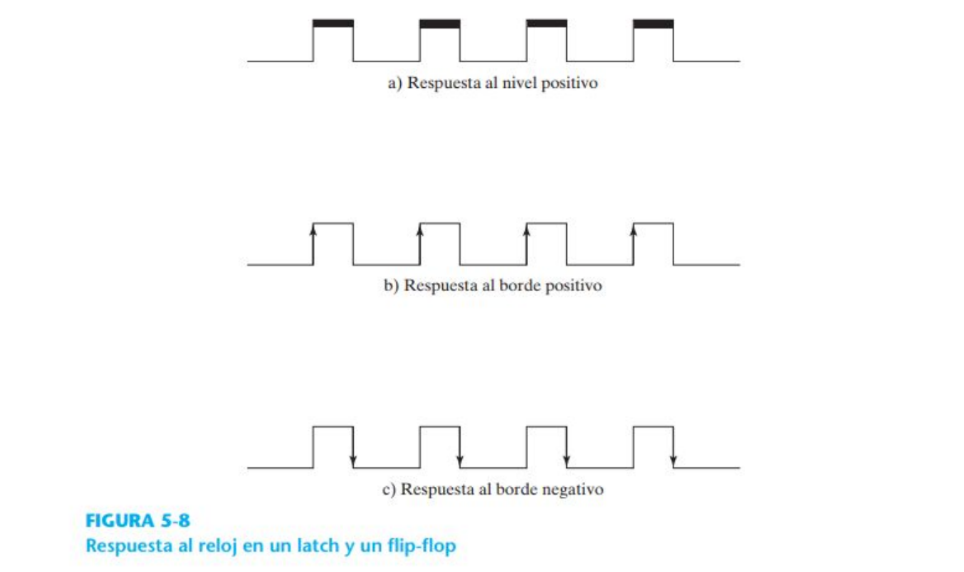 a) Respuesta al nivel positivo
b) Respuesta al borde positivo
c) Respuesta al borde negativo
FIGURA 5-8
Respuesta al reloj en un latch y un flip-flop